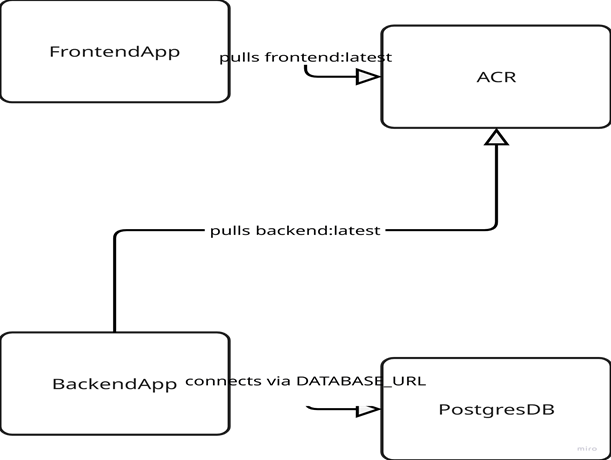 FrontendApp
pulls frontend:latest
ACR
pulls backend:latest
BackendApp
connects via DATABASE_URL
PostgresDB
miro